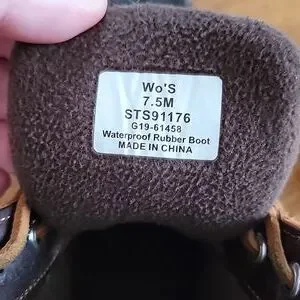 Wo'S
7.5M
STS91176
G19-61458
Waterproof Rubber Boot
MADE IN CHINA